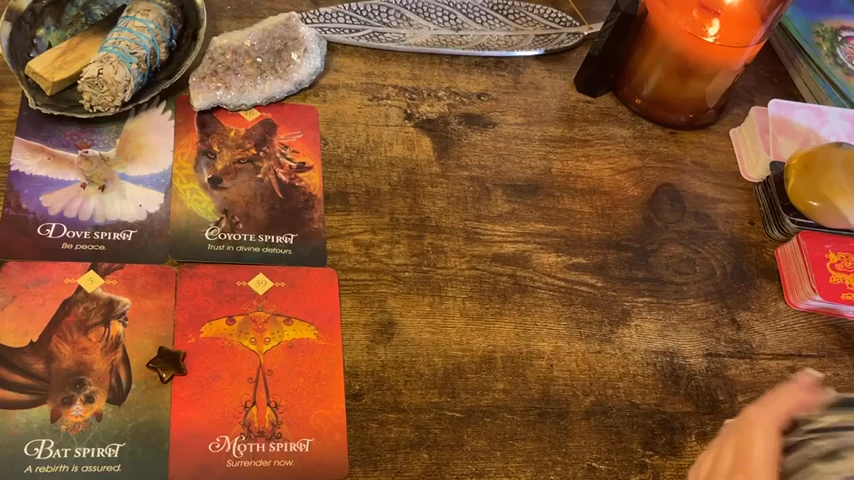 DOVE SPIRIT
Be peace.
COYOTE SPIRIT
Trust in divine detours.
5
BAT SPIRIT
A rebirth is assured.
39
MOTH SPIRIT
Surrender now.